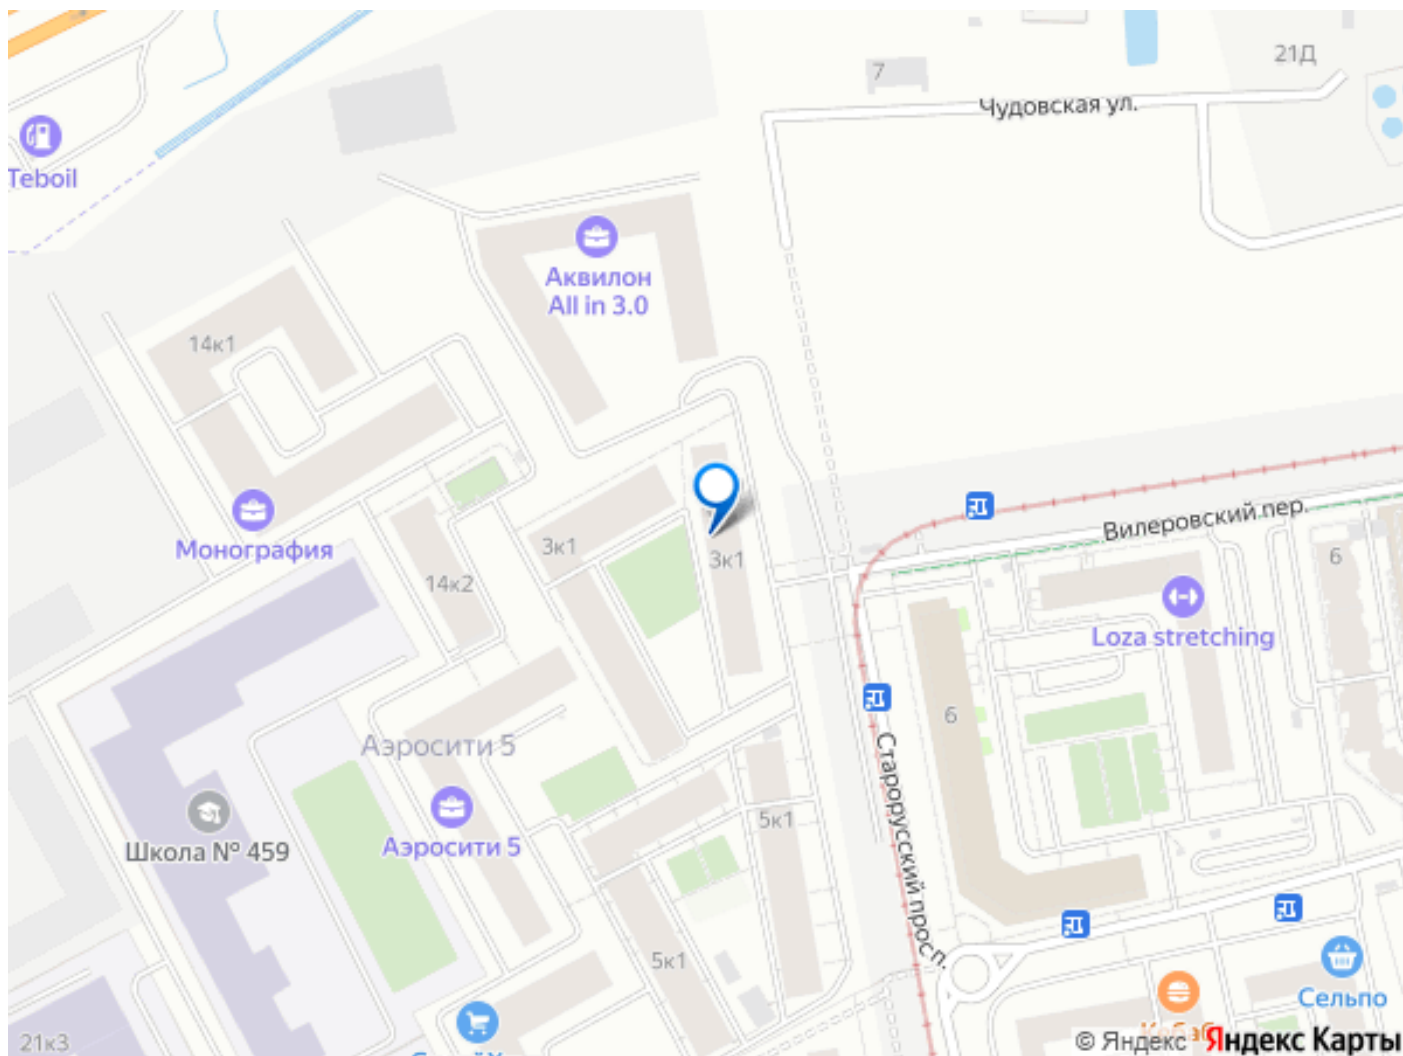 21Д
7
Чудовская ул.
Teboil
Аквилон
All in 3.0
14к1
Вилеровский пер.
Монография
3к1
3к1
6
14к2
Loza stretching
6
Аэросити 5
Старорусский просп.
5к1
Школа № 459
Аэросити 5
5к1
Сельпо
21к3
© Яндекс Яндекс Карты